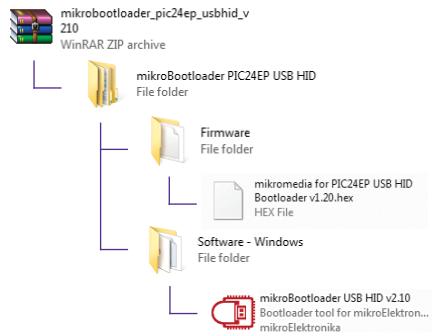 mikrobootloader_pic24ep_usbhid_v
210
WinRAR ZIP archive
mikroBootloader PIC24EP USB HID
File folder
Firmware
File folder
mikromedia for PIC24EP USB HID
Bootloader v1.20.hex
HEX File
Software - Windows
File folder
mikroBootloader USB HID v2.10
Bootloader tool for mikroElektron...
mikroElektronika